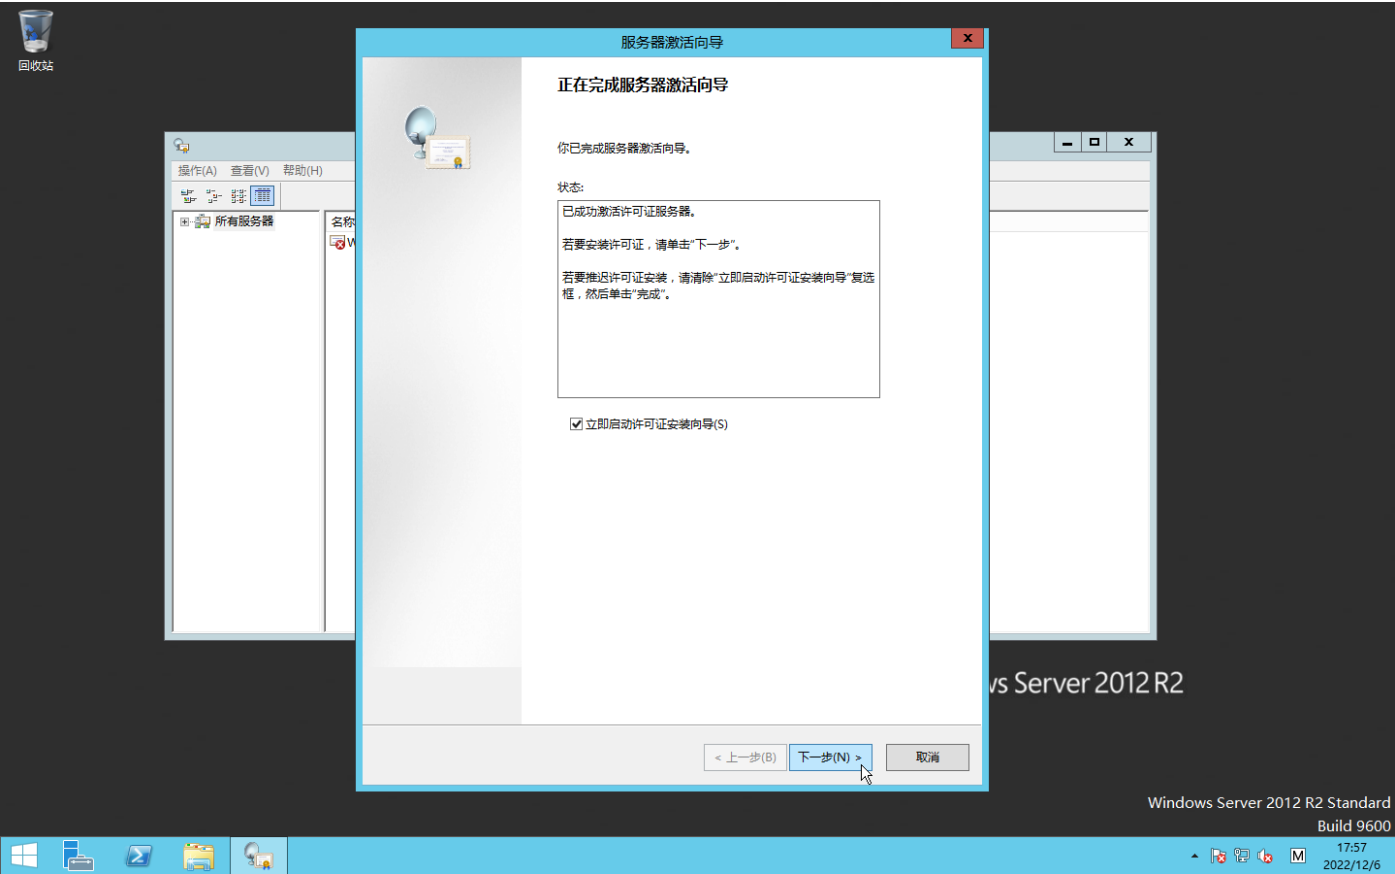 回收站
服务器激活向导
x
正在完成服务器激活向导
你已完成服务器激活向导。
状态:
已成功激活许可证服务器。
若要安装许可证，请单击"下一步"。
若要推迟许可证安装，请清除"立即启动许可证安装向导"复选
框，然后单击"完成"。
立即启动许可证安装向导(S)
< 上一步(B)
下一步(N) >
取消
操作(A) 查看(V) 帮助(H)
所有服务器
名称
W
vs Server 2012 R2
Windows Server 2012 R2 Standard
Build 9600
M
17:57
2022/12/6